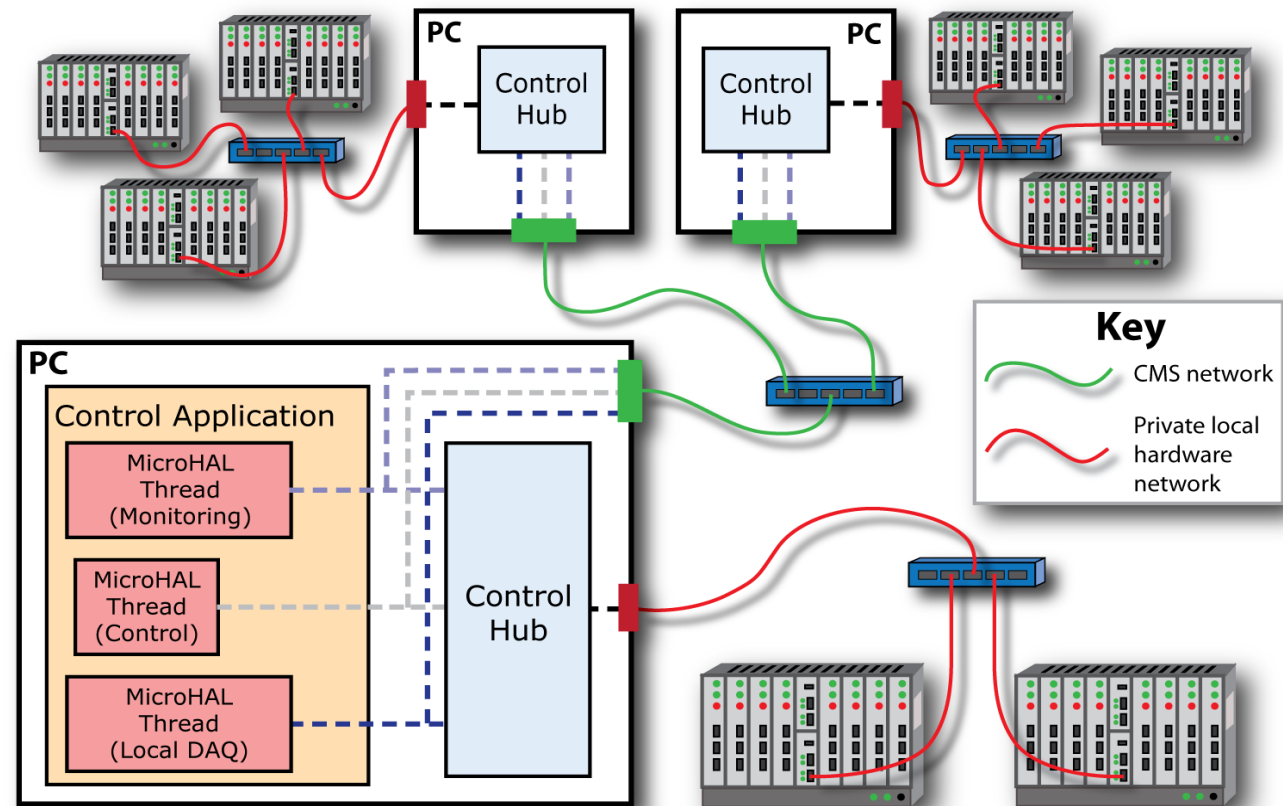 PC
Control
Hub
PC
Control
Hub
Key
CMS network
Private local
hardware
network
PC
Control Application
MicroHAL
Thread
(Monitoring)
MicroHAL
Thread
(Control)
MicroHAL
Thread
(Local DAQ)
Control
Hub